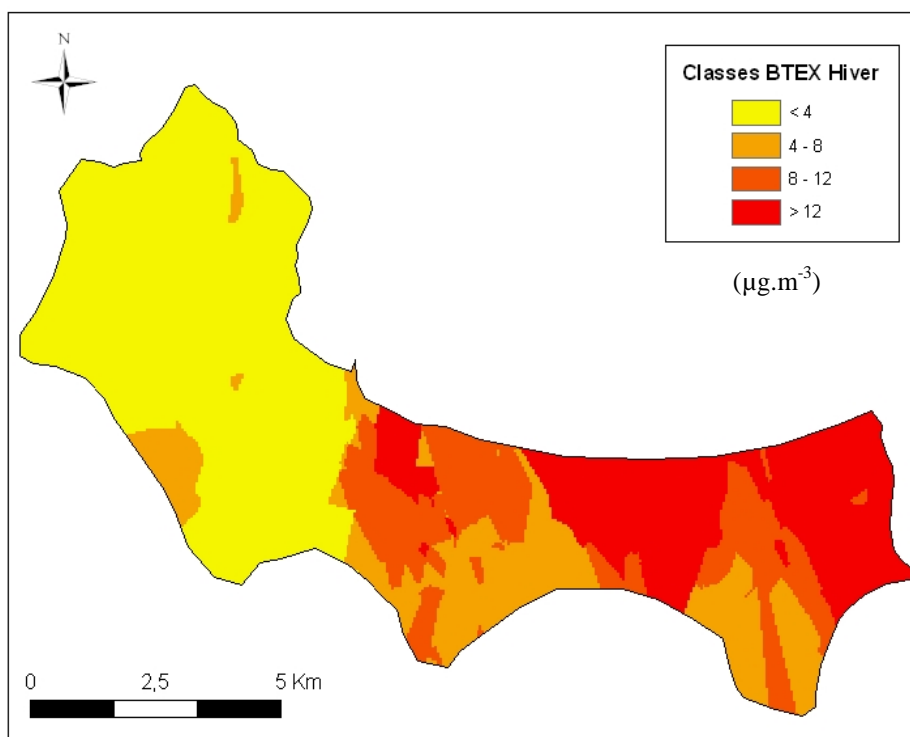 N
Classes BTEX Hiver
< 4
4 - 8
8 - 12
> 12
(µg.m-3)
0 2,5 5 Km